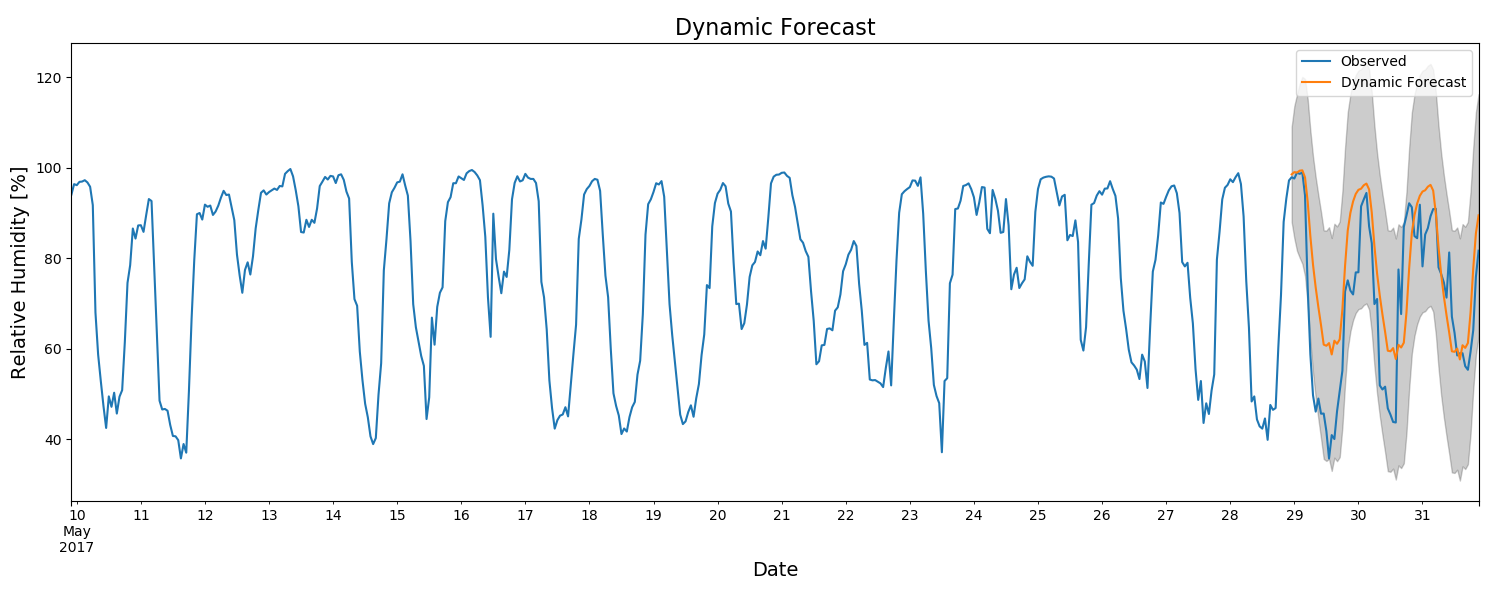 Dynamic Forecast
Observed
Dynamic Forecast
Relative Humidity [%]
120
100
80
60
40
10 11 12 13 14 15 16 17 18 19 20 21 22 23 24 25 26 27 28 29 30 31
May
2017
Date